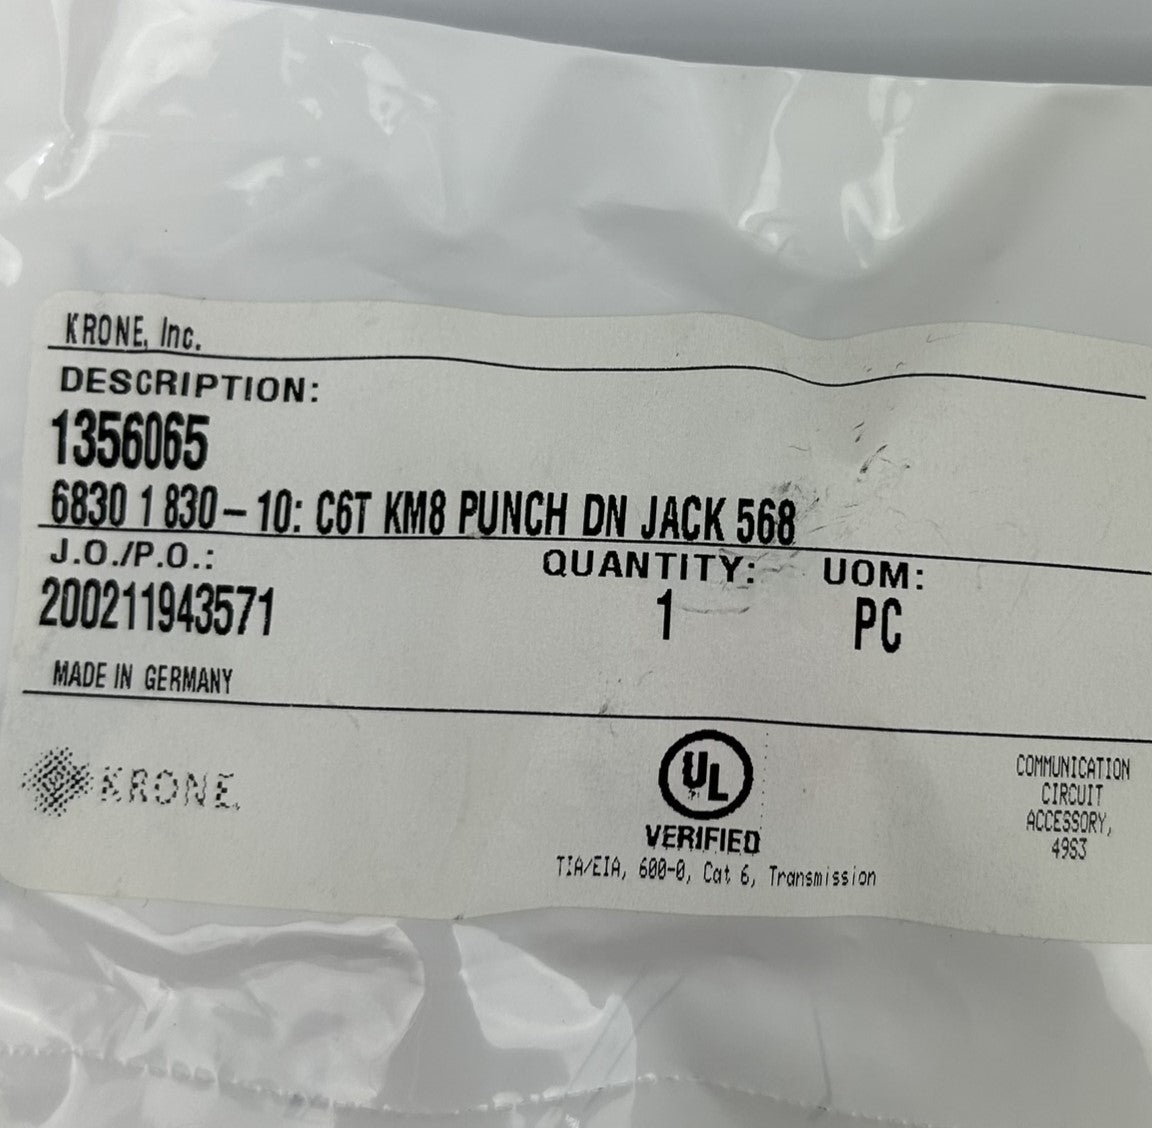 KRONE, Inc.
DESCRIPTION:
1356065
6830 1 830-10: C6T KM8 PUNCH DN JACK 568
J.O./P.O.: QUANTITY: UOM:
200211943571 1 PC
MADE IN GERMANY
KRONE.
UL
VERIFIED
TIA/EIA, 600-0, Cat 6, Transmission
COMMUNICATION
CIRCUIT
ACCESSORY,
49S3